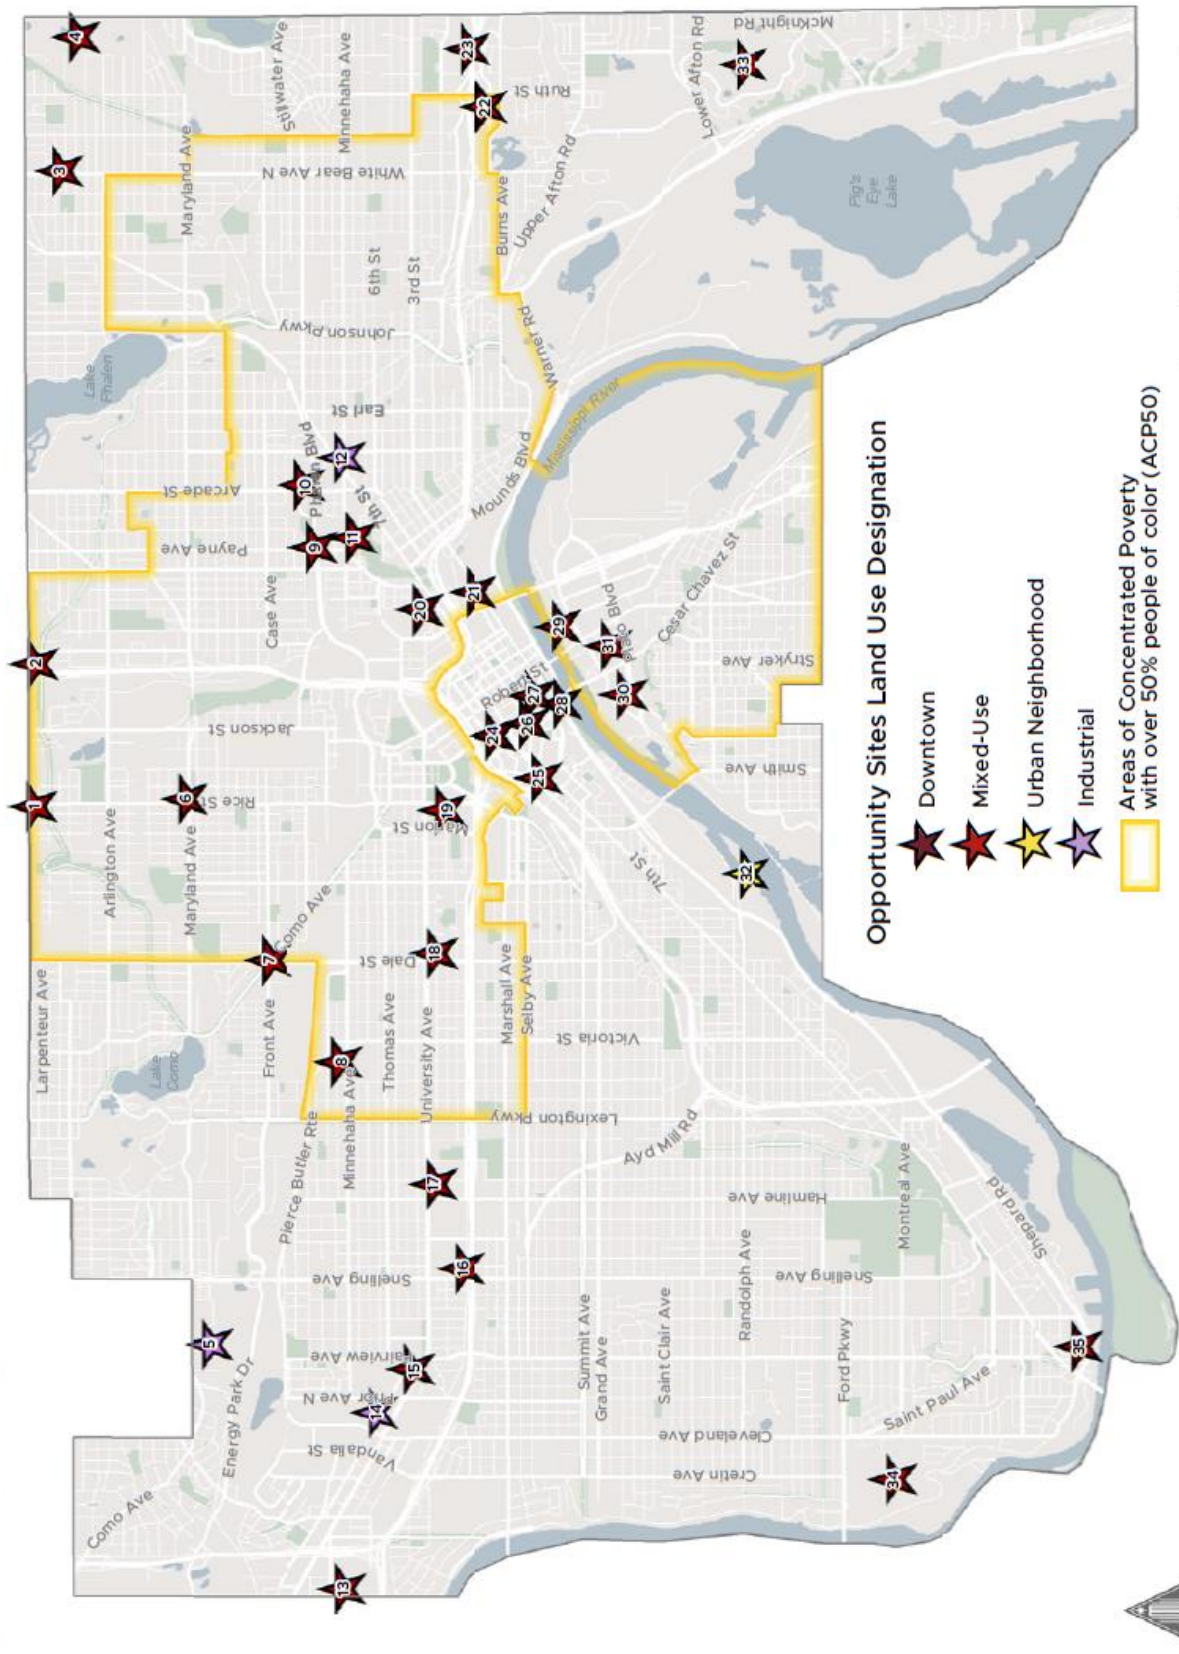 Larpenteur Ave
Arlington Ave
Maryland Ave
Maryland Ave
Stillwater Ave
Minnehaha Ave
White Bear Ave N
Ruth St
McKnight Rd
Lower Afton Rd
Upper Afton Rd
Burns Ave
6th St
3rd St
Johnson Pkwy
Warner Rd
Lake
Phalen
Earl St
Arcade St
Phalen Blvd
Payne Ave
7th St
Mounds Blvd
Mississippi River
Pig's
Eye
Lake
Case Ave
Jackson St
Rice St
Marion St
Robert St
Plato Blvd
Cesar Chavez St
Stryker Ave
Smith Ave
7th St
Como Ave
Front Ave
Dale St
Lake
Como
Thomas Ave
University Ave
Marshall Ave
Selby Ave
Victoria St
Lexington Pkwy
Pierce Butler Rte
Minnehaha Ave
Ayd Mill Rd
Hamline Ave
Montreal Ave
Shepard Rd
Snelling Ave
Snelling Ave
Randolph Ave
Saint Clair Ave
Summit Ave
Grand Ave
Fairview Ave
Prior Ave N
Vandalia St
Energy Park Dr
Como Ave
Cleveland Ave
Cretin Ave
Ford Pkwy
Saint Paul Ave
1
2
3
4
5
6
7
8
9
10
11
12
13
14
15
16
17
18
19
20
21
22
23
24
25
26
27
28
29
30
31
32
33
34
35
Opportunity Sites Land Use Designation
Downtown
Mixed-Use
Urban Neighborhood
Industrial
Areas of Concentrated Poverty
with over 50% people of color (ACP50)